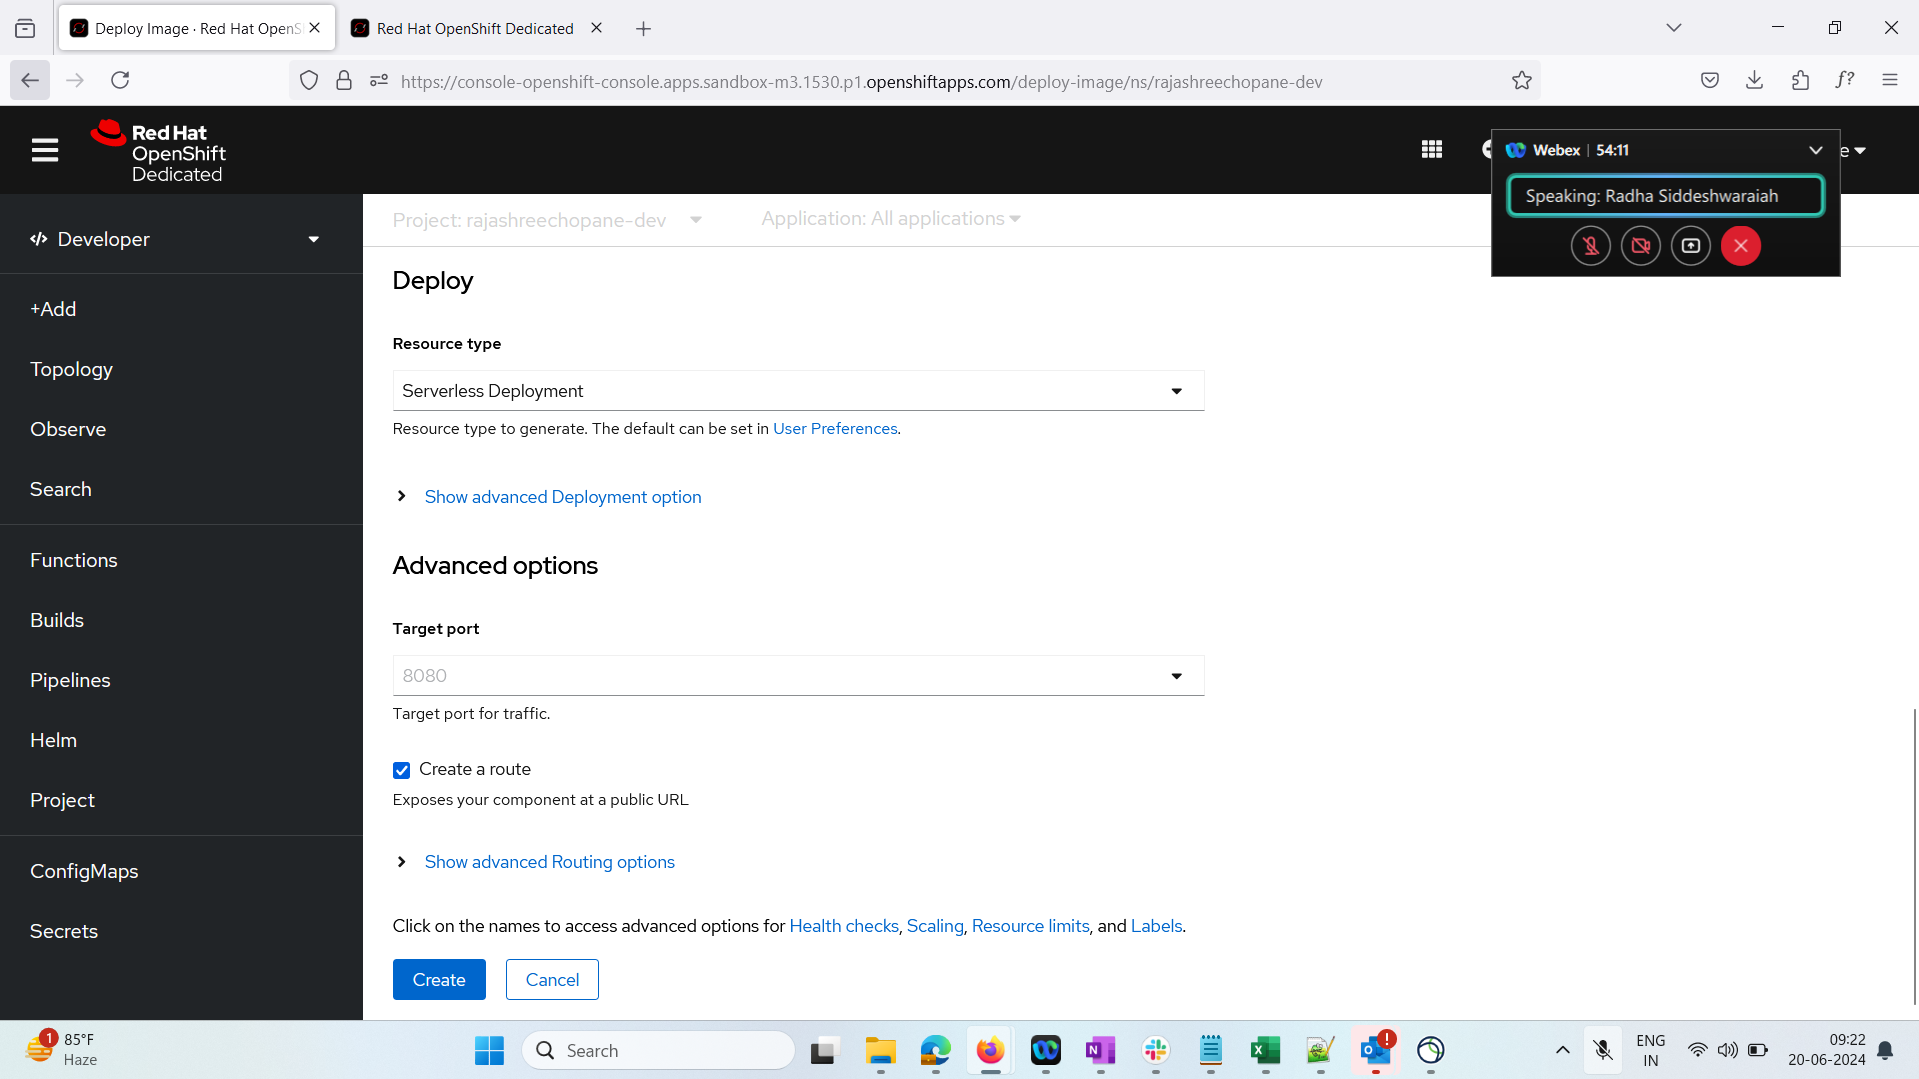 Deploy Image · Red Hat OpenS
Red Hat OpenShift Dedicated
https://console-openshift-console.apps.sandbox-m3.1530.p1.openshiftapps.com/deploy-image/ns/rajashreechopane-dev
Red Hat
OpenShift
Dedicated
Webex | 54:11
Speaking: Radha Siddeshwaraiah
e
Developer
+Add
Topology
Observe
Search
Functions
Builds
Pipelines
Helm
Project
ConfigMaps
Secrets
Project: rajashreechopane-dev
Application: All applications
Deploy
Resource type
Serverless Deployment
Resource type to generate. The default can be set in User Preferences.
Show advanced Deployment option
Advanced options
Target port
8080
Target port for traffic.
Create a route
Exposes your component at a public URL
Show advanced Routing options
Click on the names to access advanced options for Health checks, Scaling, Resource limits, and Labels.
Create
Cancel
1
85°F
Haze
Search
ENG
IN
09:22
20-06-2024